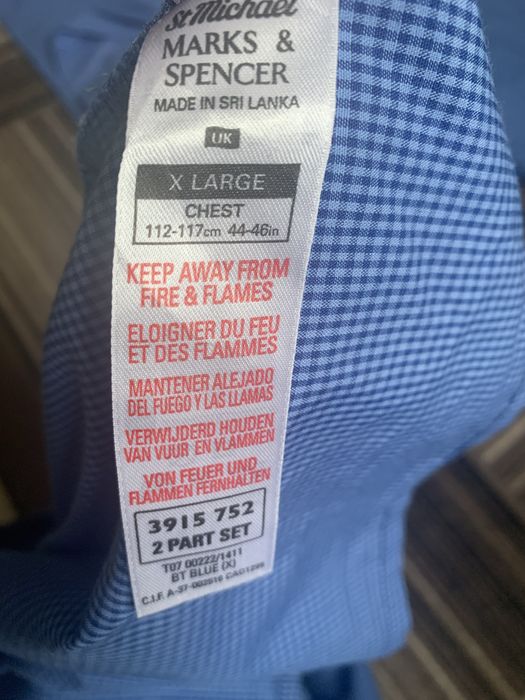 St Michael
MARKS &
SPENCER
MADE IN SRI LANKA
UK
X LARGE
CHEST
112-117cm 44-46in
KEEP AWAY FROM
FIRE & FLAMES
ELOIGNER DU FEU
ET DES FLAMMES
MANTENER ALEJADO
DEL FUEGO Y LAS LLAMAS
VERWIJDERD HOUDEN
VAN VUUR EN VLAMMEN
VON FEUER UND
FLAMMEN FERNHALTEN
3915 752
2 PART SET
T07 00222/1411
BT BLUE (X)
C.I.F. A-37-002616